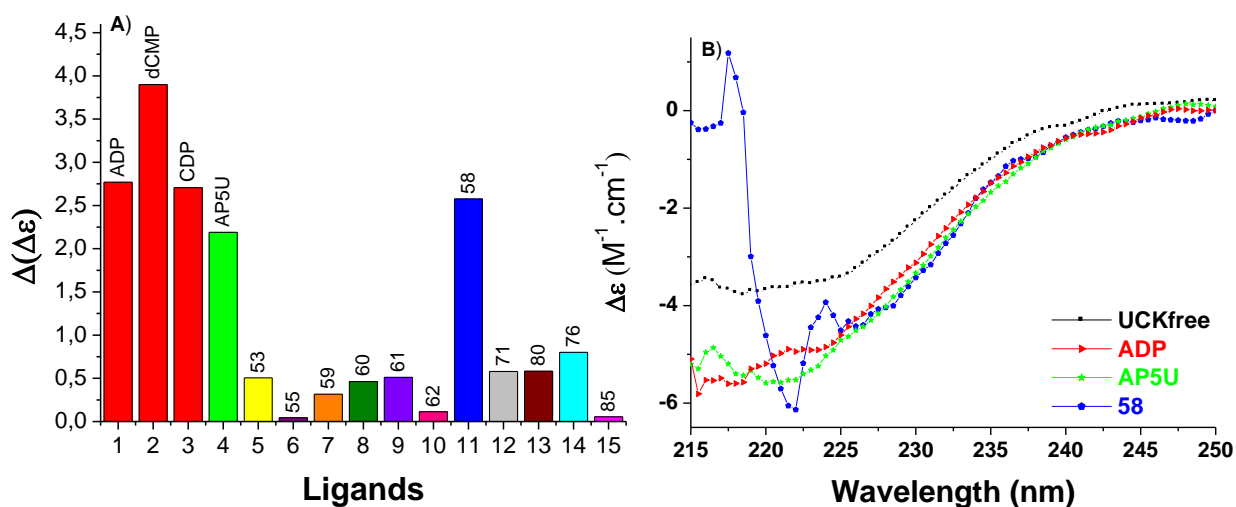 A)
Δ(Δε)
4,5
4,0
3,5
3,0
2,5
2,0
1,5
1,0
0,5
0,0
ADP
dCMP
CDP
AP5U
53
55
59
60
61
62
58
71
80
76
85
1 2 3 4 5 6 7 8 9 10 11 12 13 14 15
Ligands
B)
Δε (M⁻¹.cm⁻¹)
0
-2
-4
-6
UCKfree
ADP
AP5U
58
215 220 225 230 235 240 245 250
Wavelength (nm)